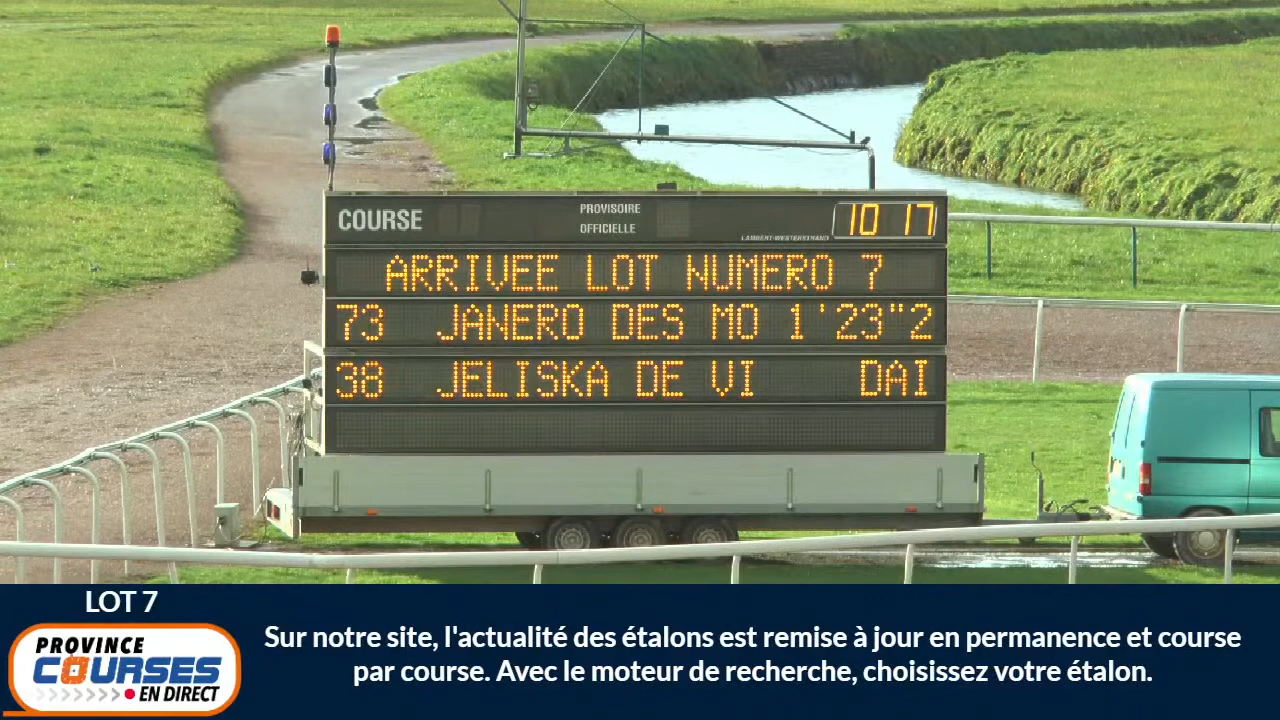 COURSE
PROVISOIRE
OFFICIELLE
10 17
LAMBERT-WESTERSTRAND
ARRIVEE LOT NUMERO 7
73 JANERO DES MO 1'23"2
38 JELISKA DE VI DAI
LOT 7
PROVINCE
COURSES
EN DIRECT
Sur notre site, l'actualité des étalons est remise à jour en permanence et course
par course. Avec le moteur de recherche, choisissez votre étalon.